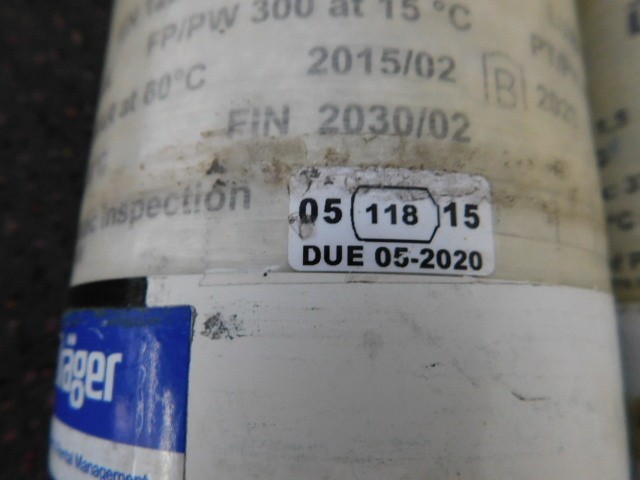 FP/PW 300 at 15 °C
2015/02
at 60°C
FIN 2030/02
B
inspection
05 118 15
DUE 05-2020
äger
Management